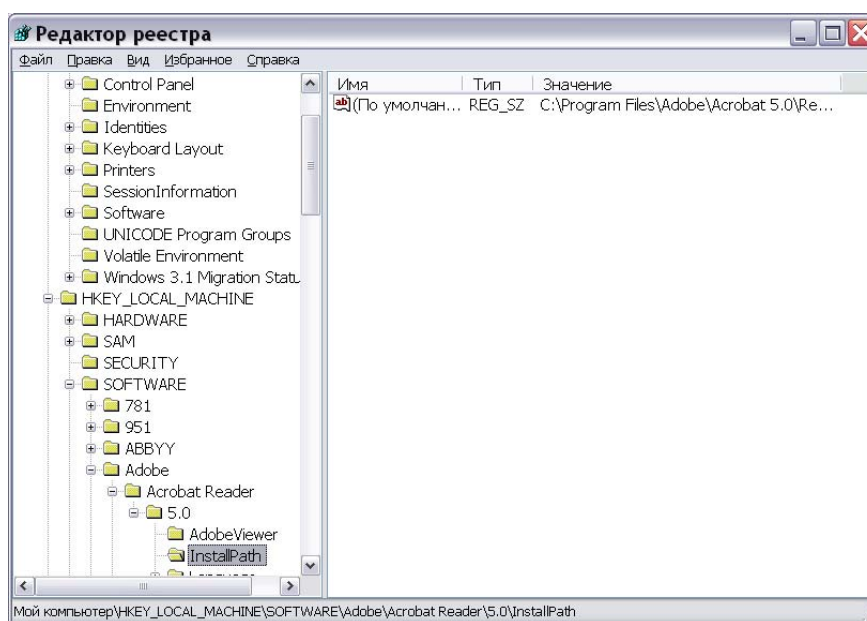 Редактор реестра
Файл Правка Вид Избранное Справка
Control Panel
Environment
Identities
Keyboard Layout
Printers
SessionInformation
Software
UNICODE Program Groups
Volatile Environment
Windows 3.1 Migration Statu
HKEY_LOCAL_MACHINE
HARDWARE
SAM
SECURITY
SOFTWARE
781
951
ABBYY
Adobe
Acrobat Reader
5.0
AdobeViewer
InstallPath
Имя Тип Значение
ab (По умолчан... REG_SZ C:\Program Files\Adobe\Acrobat 5.0\Re...
Мой компьютер\HKEY_LOCAL_MACHINE\SOFTWARE\Adobe\Acrobat Reader\5.0\InstallPath